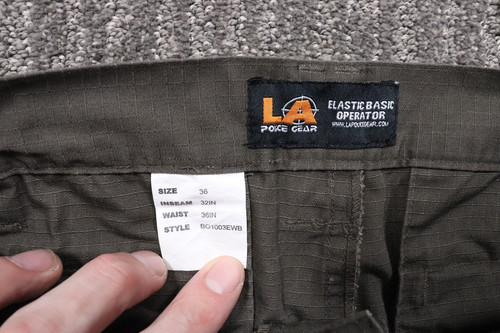 LA
POLICE GEAR
ELASTIC BASIC
OPERATOR
WWW.LAPOLICEGEAR.COM
SIZE 36
INSEAM 32IN
WAIST 36IN
STYLE BO1003EWB